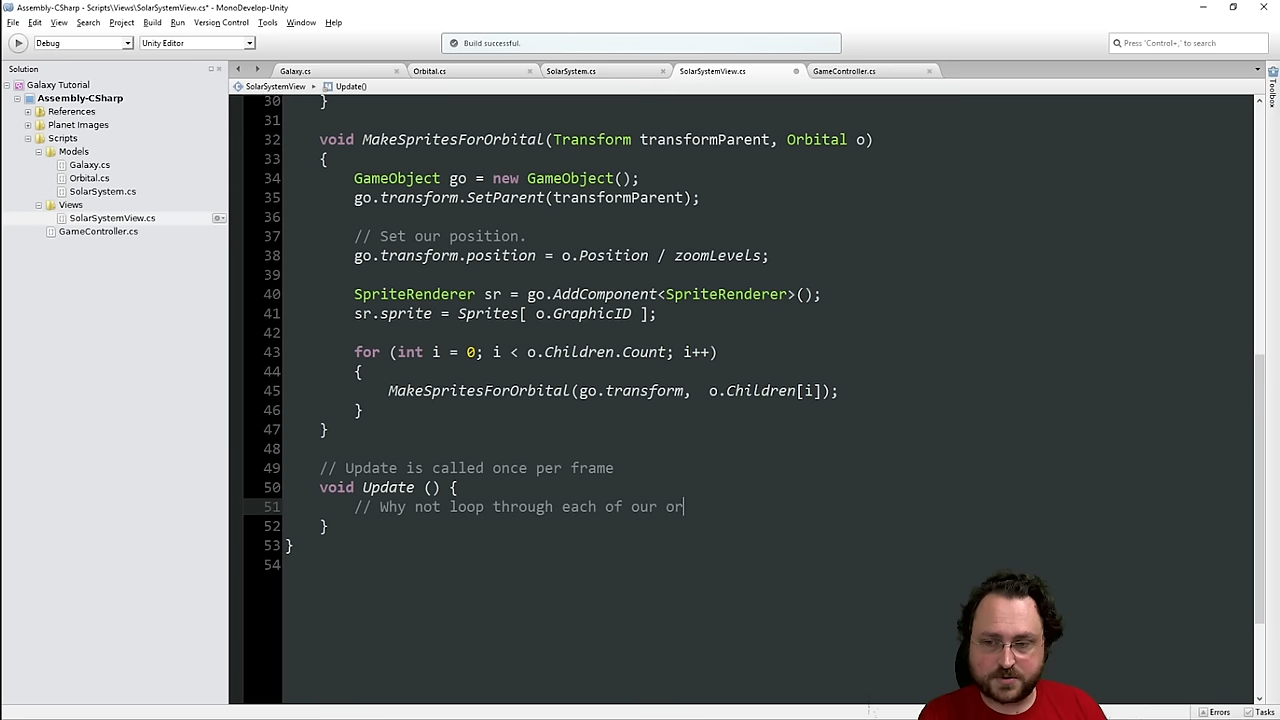 Assembly-CSharp - Scripts\Views\SolarSystemView.cs* - MonoDevelop-Unity
File Edit View Search Project Build Run Version Control Tools Window Help
Debug
Unity Editor
Build successful.
Press 'Control+,' to search
Solution
Galaxy Tutorial
Assembly-CSharp
References
Planet Images
Scripts
Models
Galaxy.cs
Orbital.cs
SolarSystem.cs
Views
SolarSystemView.cs
GameController.cs
Galaxy.cs Orbital.cs SolarSystem.cs SolarSystemView.cs GameController.cs
SolarSystemView Update()
30 }
31
32 void MakeSpritesForOrbital(Transform transformParent, Orbital o)
33 {
34 GameObject go = new GameObject();
35 go.transform.SetParent(transformParent);
36
37 // Set our position.
38 go.transform.position = o.Position / zoomLevels;
39
40 SpriteRenderer sr = go.AddComponent<SpriteRenderer>();
41 sr.sprite = Sprites[ o.GraphicID ];
42
43 for (int i = 0; i < o.Children.Count; i++)
44 {
45 MakeSpritesForOrbital(go.transform, o.Children[i]);
46 }
47 }
48
49 // Update is called once per frame
50 void Update () {
51 // Why not loop through each of our or
52 }
53 }
54
Toolbox
Errors Tasks